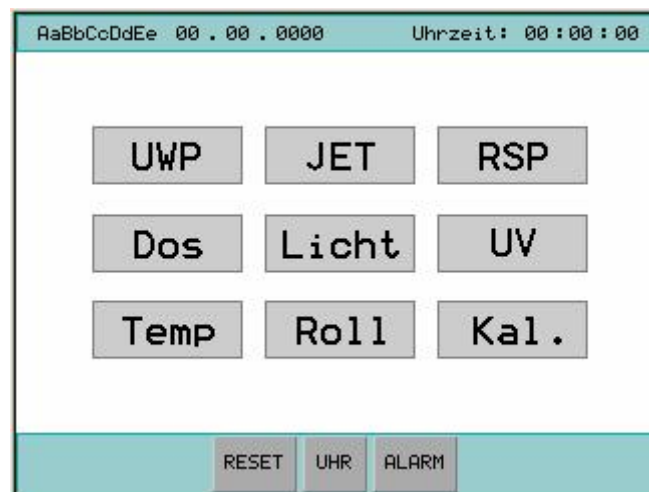 AaBbCcDdEe 00.00.0000 Uhrzeit: 00:00:00
UWP JET RSP
Dos Licht UV
Temp Roll Kal.
RESET UHR ALARM